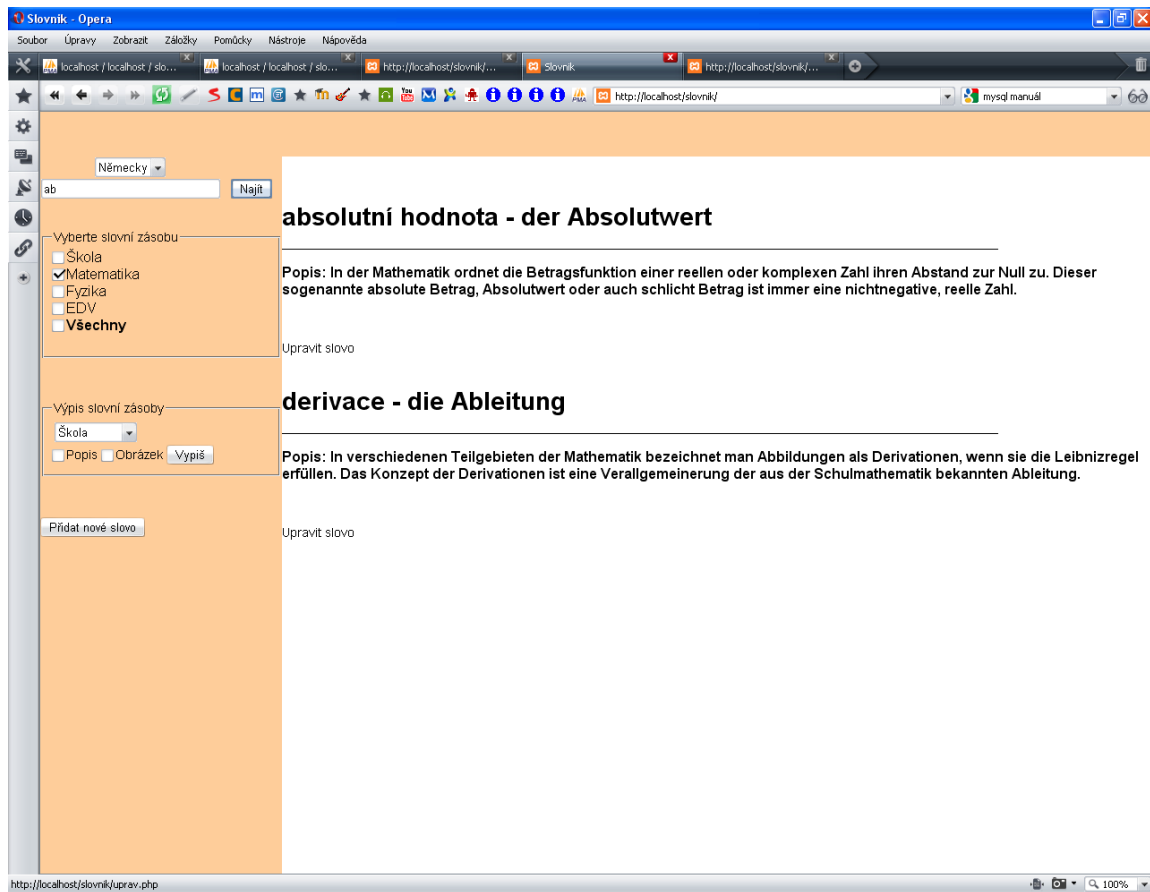 Slovnik - Opera
Soubor Úpravy Zobrazit Záložky Pomůcky Nástroje Nápověda
localhost / localhost / slo... localhost / localhost / slo... http://localhost/slovnik/... Slovnik http://localhost/slovnik/...
http://localhost/slovnik/ mysql manuál
Německy
ab Najít
absolutní hodnota - der Absolutwert
Vyberte slovní zásobu
Škola
Matematika
Fyzika
EDV
Všechny
Popis: In der Mathematik ordnet die Betragsfunktion einer reellen oder komplexen Zahl ihren Abstand zur Null zu. Dieser
sogenannte absolute Betrag, Absolutwert oder auch schlicht Betrag ist immer eine nichtnegative, reelle Zahl.
Upravit slovo
derivace - die Ableitung
Výpis slovní zásoby
Škola
Popis Obrázek Vypiš
Popis: In verschiedenen Teilgebieten der Mathematik bezeichnet man Abbildungen als Derivationen, wenn sie die Leibnizregel
erfüllen. Das Konzept der Derivationen ist eine Verallgemeinerung der aus der Schulmathematik bekannten Ableitung.
Přidat nové slovo
Upravit slovo
http://localhost/slovnik/uprav.php 100%